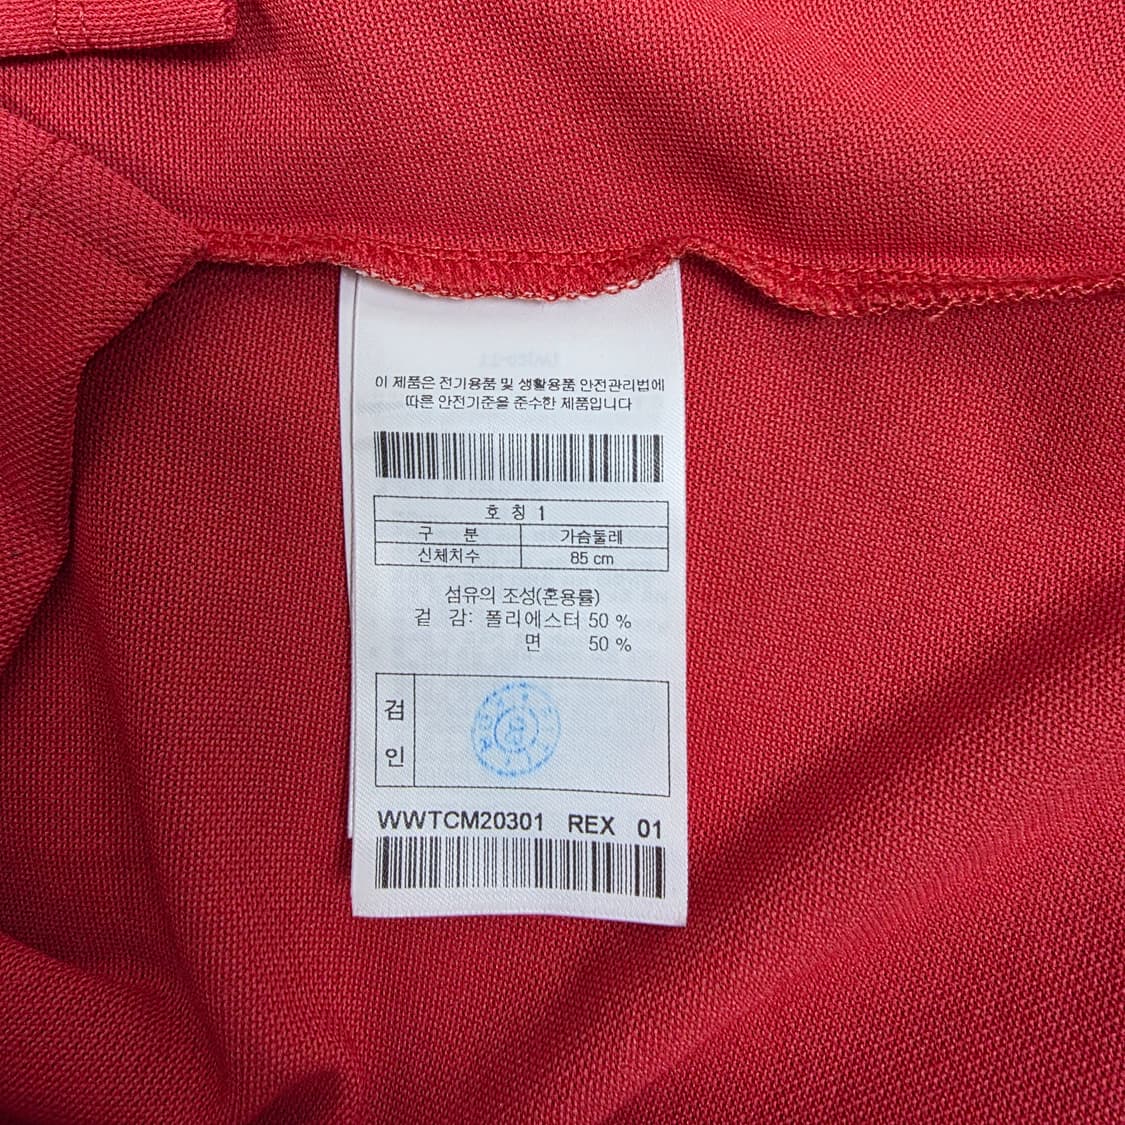 이 제품은 전기용품 및 생활용품 안전관리법에
따른 안전기준을 준수한 제품입니다
호 칭 1
구 분 가슴둘레
신체치수 85 cm
섬유의 조성(혼용률)
겉 감: 폴리에스터 50 %
면 50 %
검
인
8
WWTCM20301 REX 01